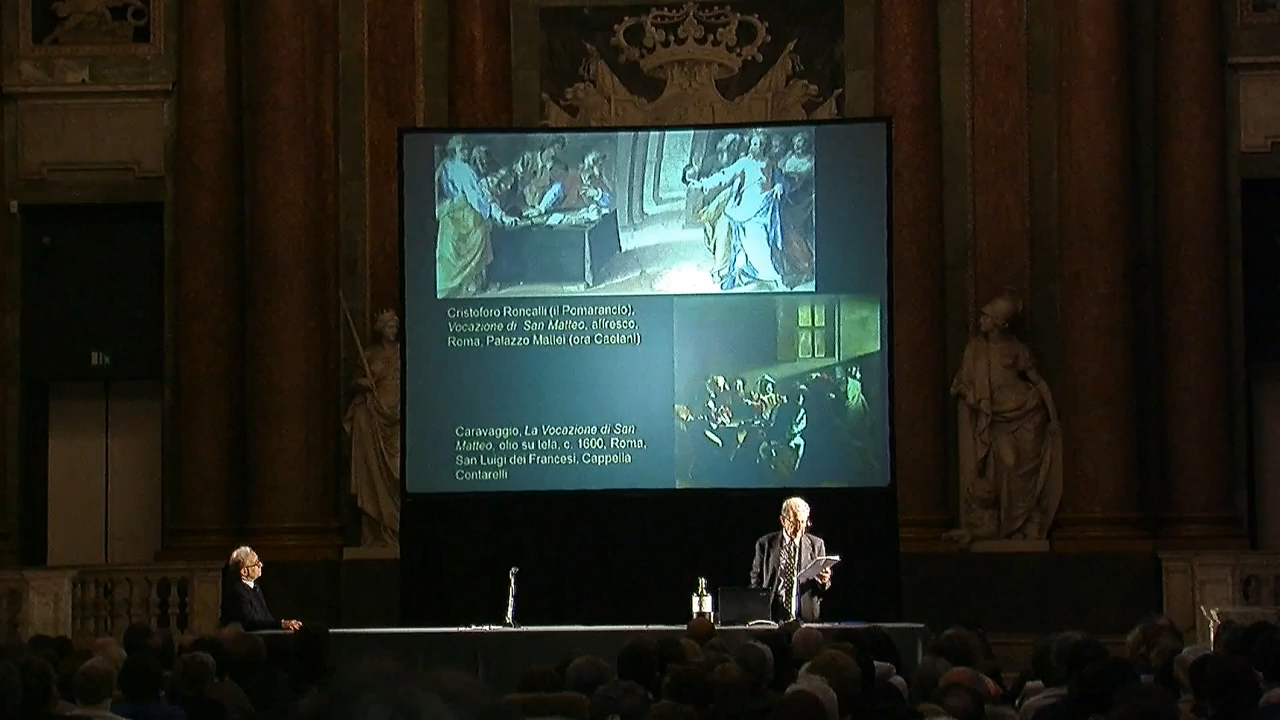 Cristoforo Roncalli (il Pomarancio),
Vocazione di San Matteo, affresco,
Roma, Palazzo Mattei (ora Caetani)
Caravaggio, La Vocazione di San
Matteo, olio su tela, c. 1600, Roma,
San Luigi dei Francesi, Cappella
Contarelli